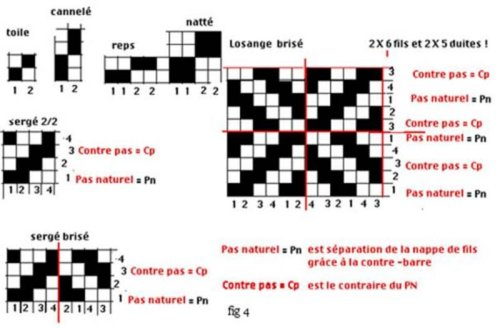 cannelé
toile
natté
reps
Losange brisé
2X6 fils et 2X5 duites !
1 2
1 2
1 1 2 2
1 1 2 2
3 Contre pas = Cp
4
1 Pas naturel = Pn
2
3 Contre pas = Cp
1 Pas naturel = Pn
4
3 Contre pas = Cp
2
1 Pas naturel = Pn
1 2 3 4 1 2 4 3 2 1 4 3
sergé 2/2
4
3 Contre pas = Cp
2
1 Pas naturel = Pn
1 2 3 4
sergé brisé
4
3 Contre pas = Cp
2
1 Pas naturel = Pn
1 2 3 4 2 1 4 3
Pas naturel = Pn est séparation de la nappe de fils
grâce à la contre-barre
Contre pas = Cp est le contraire du PN
fig 4